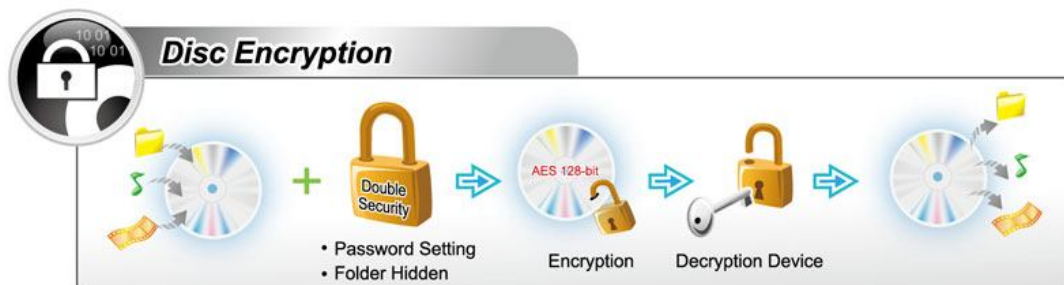 10 01
10 01
Disc Encryption
Double
Security
• Password Setting
• Folder Hidden
AES 128-bit
Encryption
Decryption Device